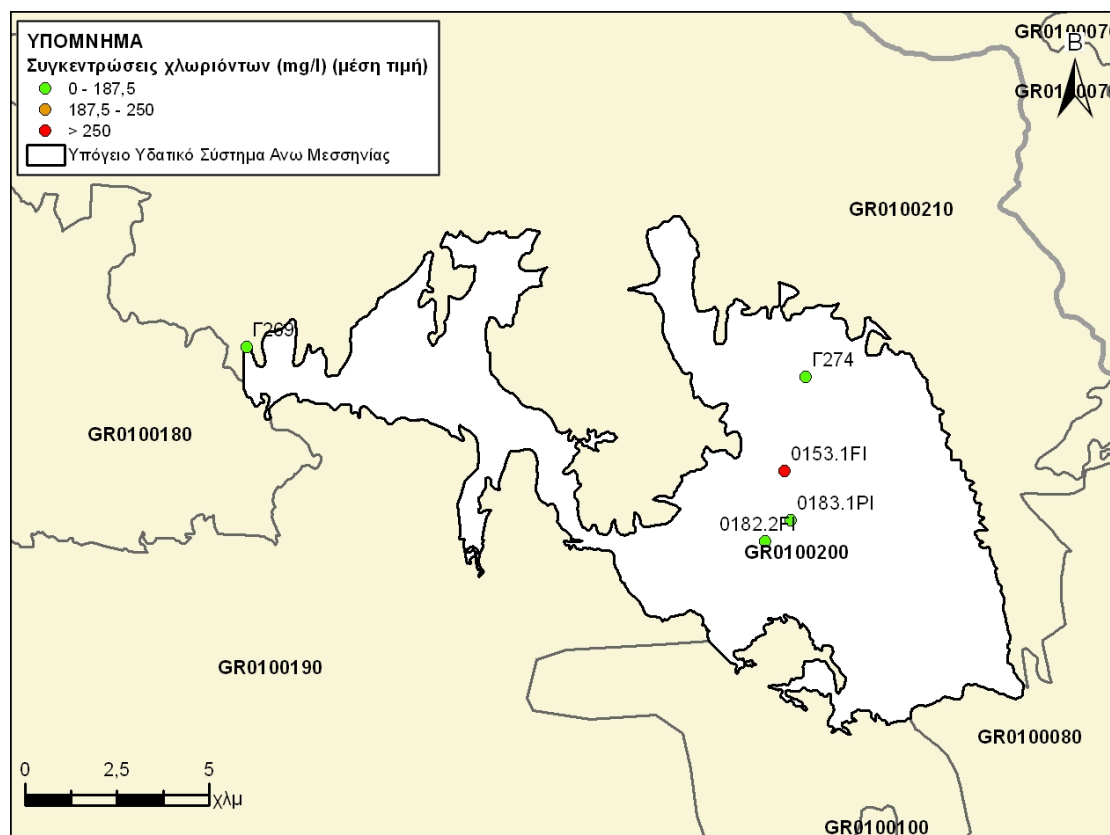 ΥΠΟΜΝΗΜΑ
Συγκεντρώσεις χλωριόντων (mg/l) (μέση τιμή)
0 - 187,5
187,5 - 250
> 250
Υπόγειο Υδατικό Σύστημα Ανω Μεσσηνίας
Β
GR0100210
Γ269
Γ274
GR0100180
0153.1FI
0183.1PI
0182.2FI
GR0100200
GR0100190
GR0100080
0 2,5 5
χλμ
GR0100100